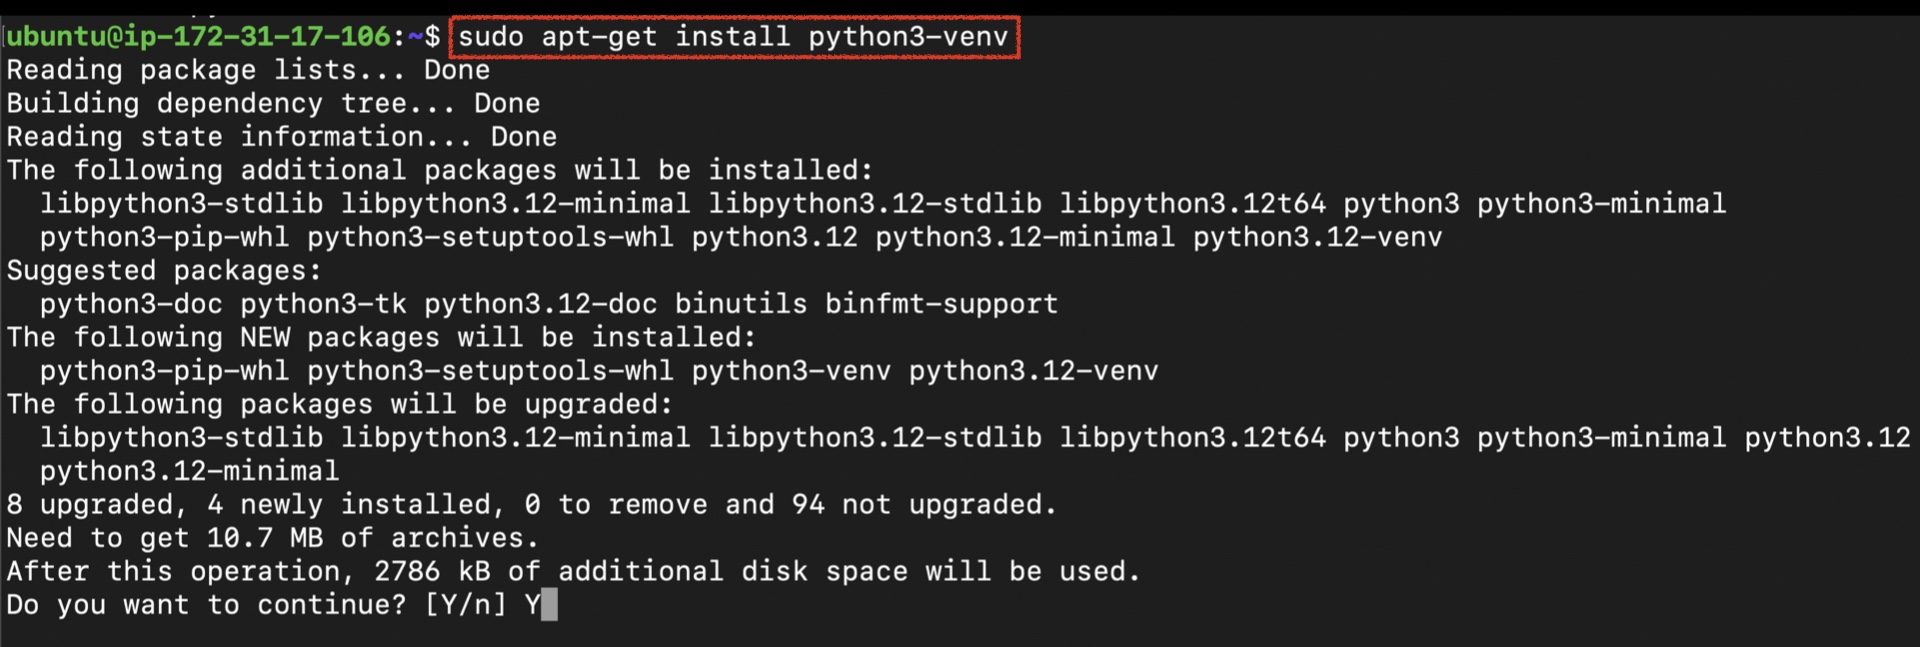 ubuntu@ip-172-31-17-106:~$ sudo apt-get install python3-venv
Reading package lists... Done
Building dependency tree... Done
Reading state information... Done
The following additional packages will be installed:
  libpython3-stdlib libpython3.12-minimal libpython3.12-stdlib libpython3.12t64 python3 python3-minimal
  python3-pip-whl python3-setuptools-whl python3.12 python3.12-minimal python3.12-venv
Suggested packages:
  python3-doc python3-tk python3.12-doc binutils binfmt-support
The following NEW packages will be installed:
  python3-pip-whl python3-setuptools-whl python3-venv python3.12-venv
The following packages will be upgraded:
  libpython3-stdlib libpython3.12-minimal libpython3.12-stdlib libpython3.12t64 python3 python3-minimal python3.12
  python3.12-minimal
8 upgraded, 4 newly installed, 0 to remove and 94 not upgraded.
Need to get 10.7 MB of archives.
After this operation, 2786 kB of additional disk space will be used.
Do you want to continue? [Y/n] Y